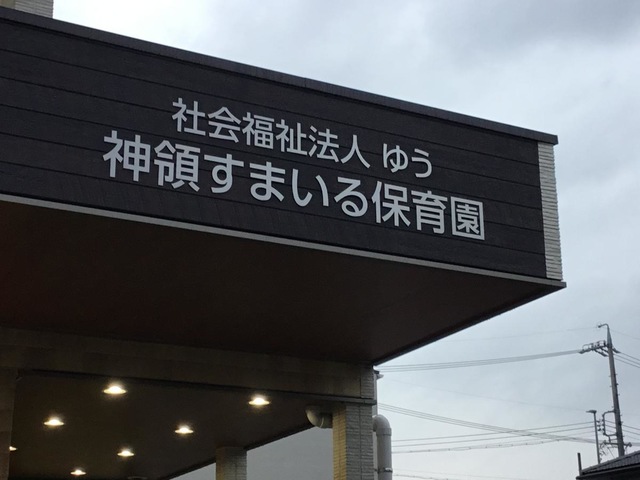 社会福祉法人 ゆう
神領すまいる保育園